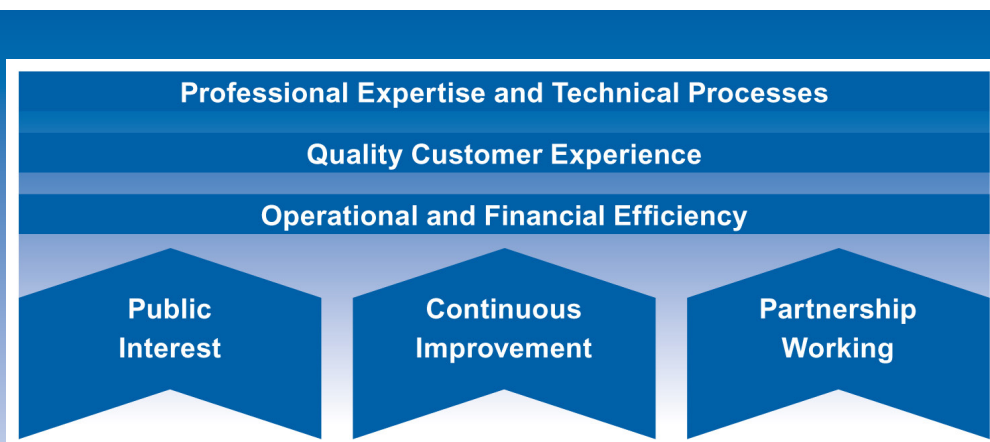 Professional Expertise and Technical Processes
Quality Customer Experience
Operational and Financial Efficiency
Public
Interest
Continuous
Improvement
Partnership
Working